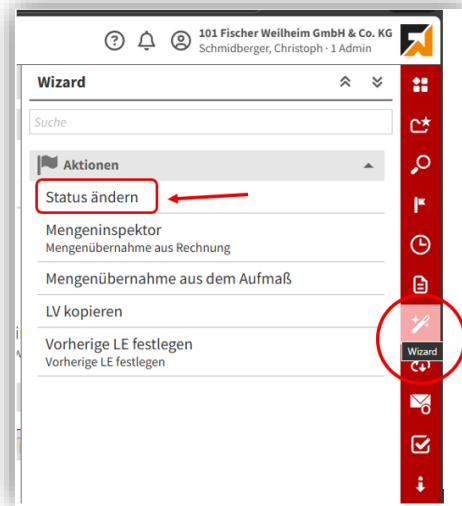 101 Fischer Weilheim GmbH & Co. KG
Schmidberger, Christoph · 1 Admin
Wizard
Suche
Aktionen
Status ändern
Mengeninspektor
Mengenübernahme aus Rechnung
Mengenübernahme aus dem Aufmaß
LV kopieren
Vorherige LE festlegen
Vorherige LE festlegen
Wizard